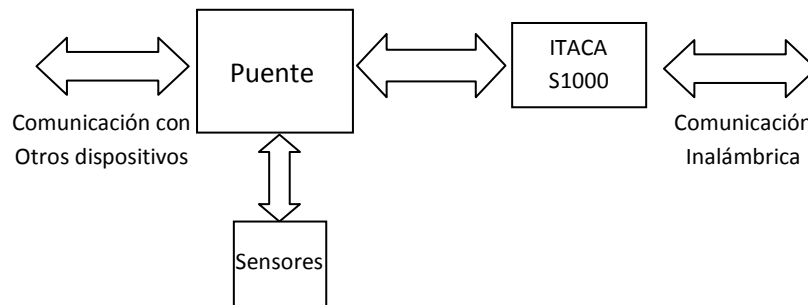 Puente
ITACA
S1000
Comunicación con
Otros dispositivos
Comunicación
Inalámbrica
Sensores